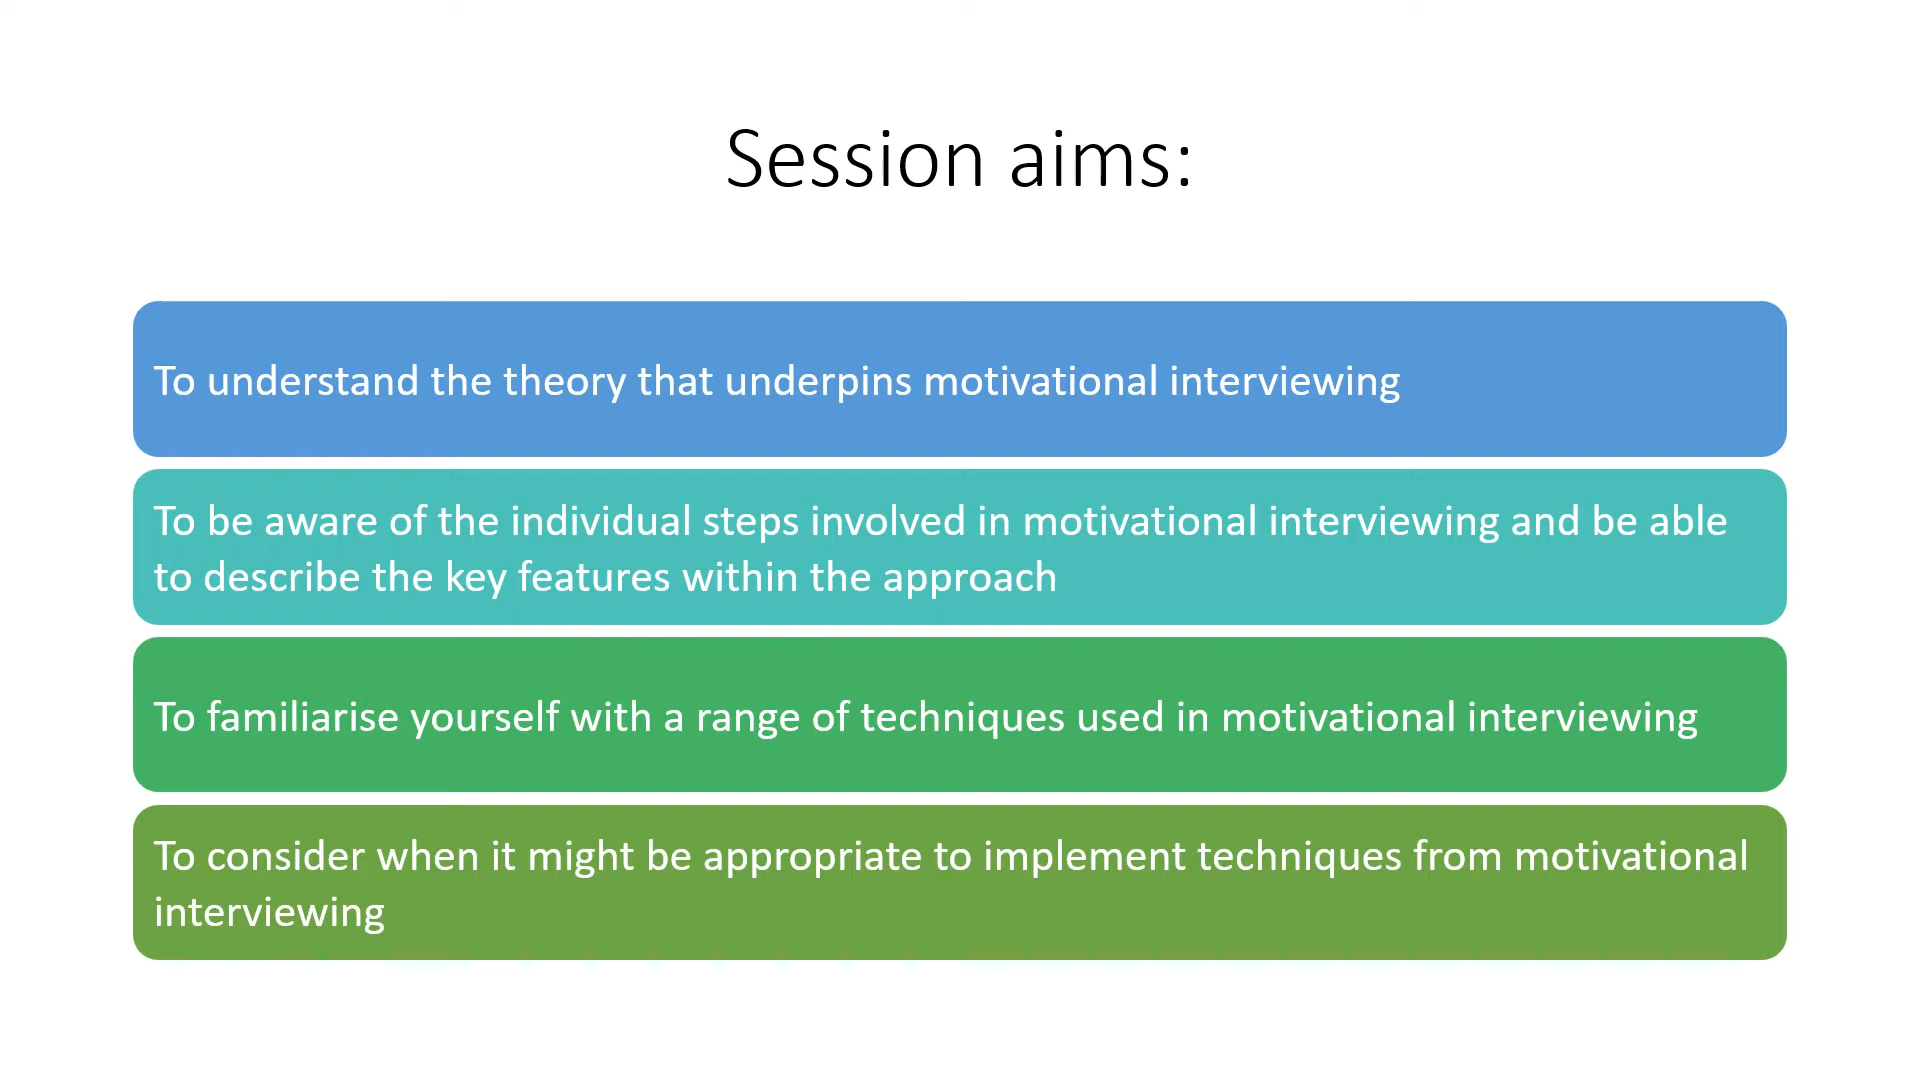 Session aims:
To understand the theory that underpins motivational interviewing
To be aware of the individual steps involved in motivational interviewing and be able
to describe the key features within the approach
To familiarise yourself with a range of techniques used in motivational interviewing
To consider when it might be appropriate to implement techniques from motivational
interviewing